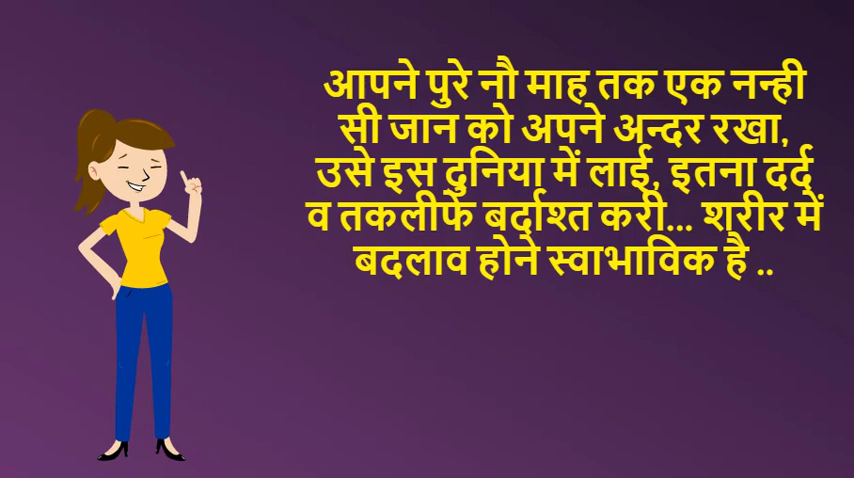 आपने पुरे नौ माह तक एक नन्ही
सी जान को अपने अन्दर रखा,
उसे इस दुनिया में लाई, इतना दर्द
व तकलीफे बर्दाश्त करी... शरीर में
बदलाव होने स्वाभाविक है ..